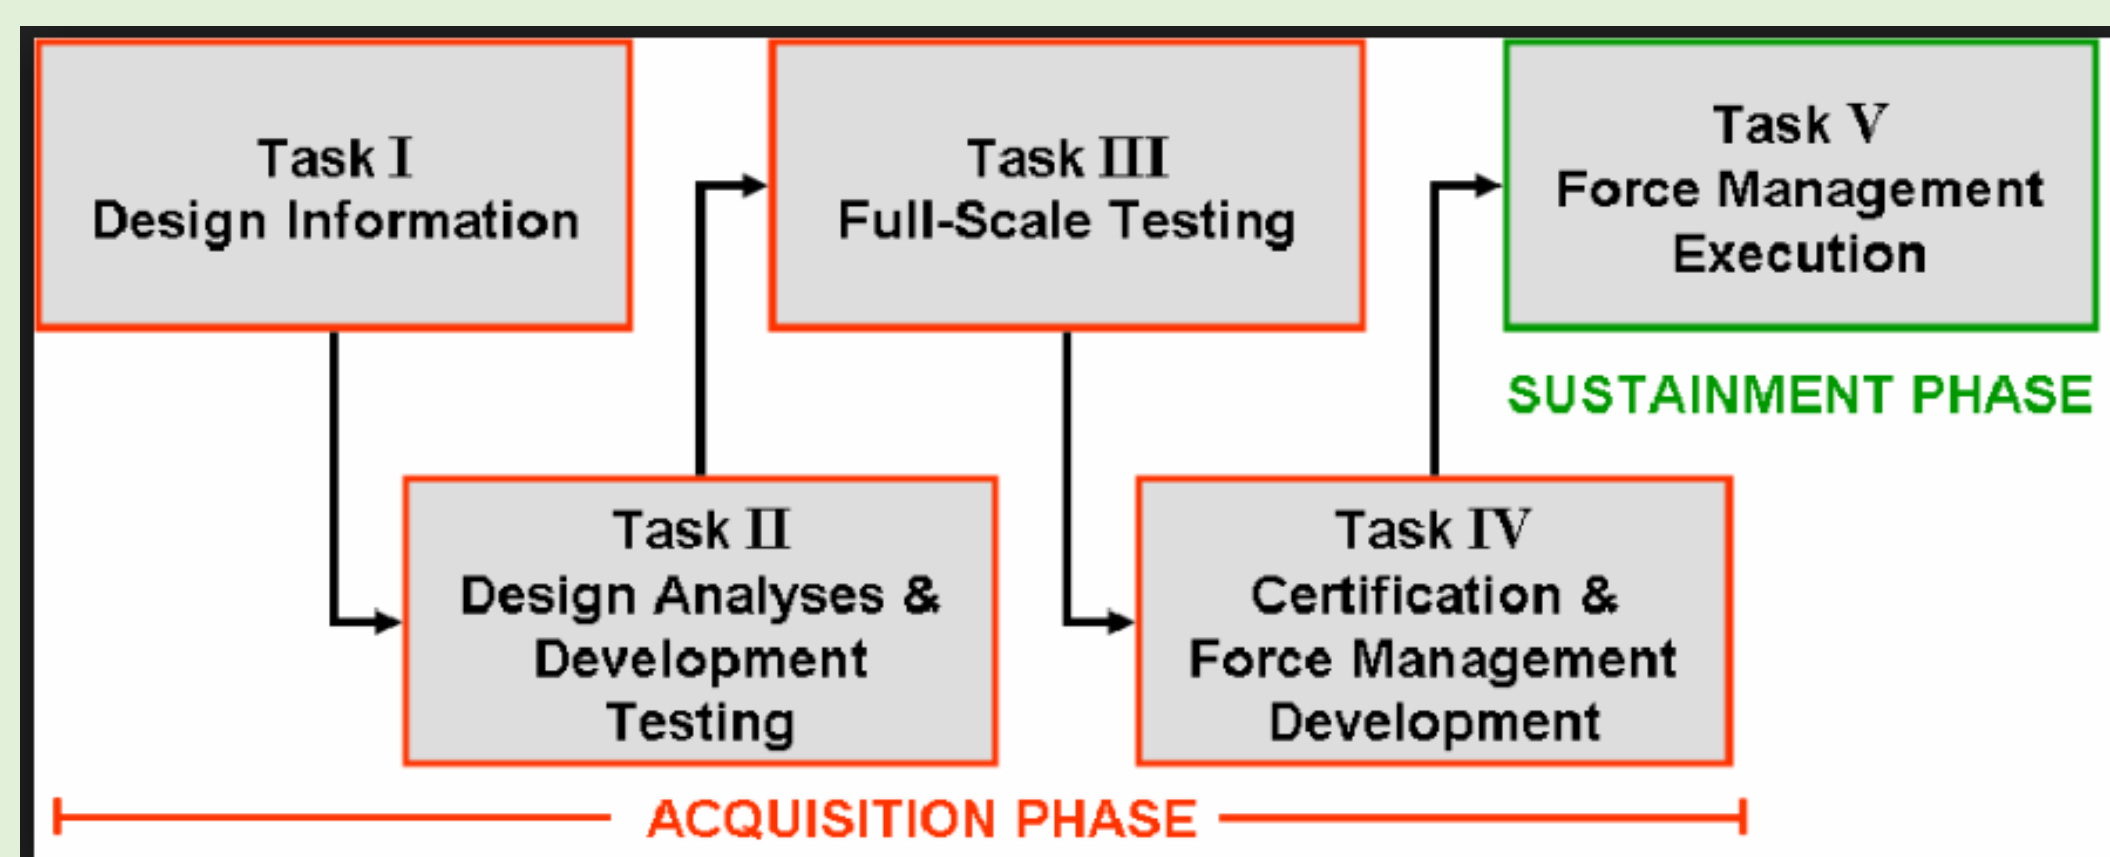 Task I
Design Information
Task II
Design Analyses &
Development
Testing
Task III
Full-Scale Testing
Task IV
Certification &
Force Management
Development
Task V
Force Management
Execution
SUSTAINMENT PHASE
ACQUISITION PHASE